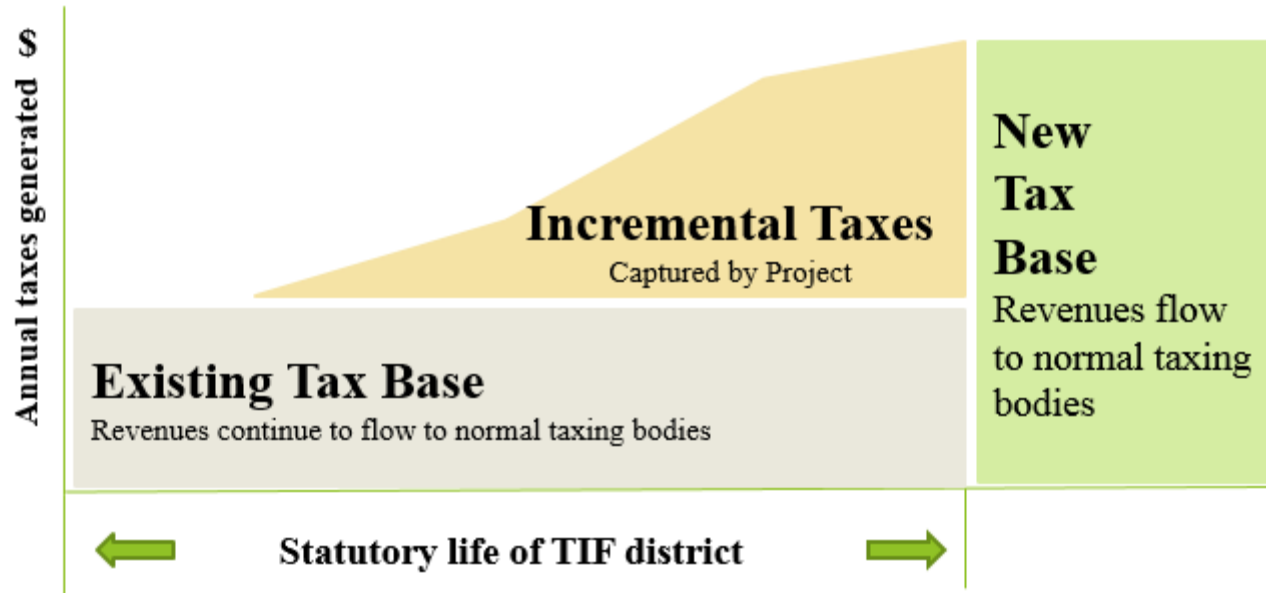 Annual taxes generated $
New
Tax
Base
Revenues flow
to normal taxing
bodies
Incremental Taxes
Captured by Project
Existing Tax Base
Revenues continue to flow to normal taxing bodies
Statutory life of TIF district